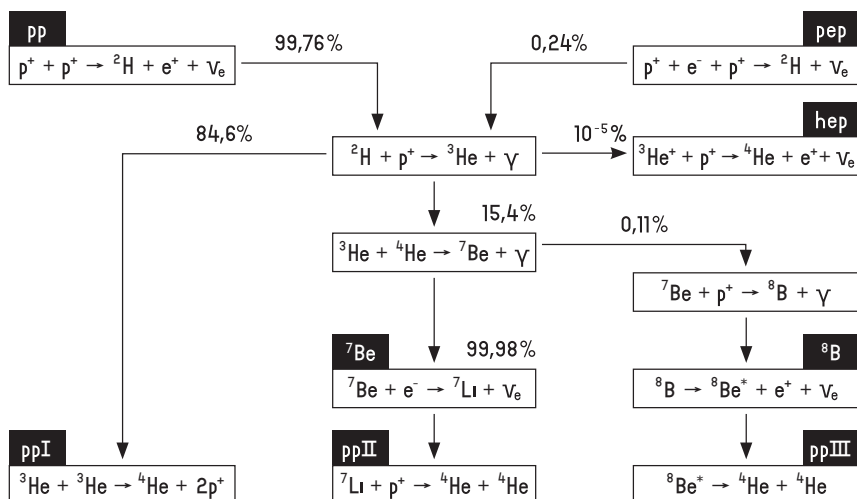 pp
99,76%
0,24%
pep
p⁺ + p⁺ → ²H + e⁺ + νₑ
p⁺ + e⁻ + p⁺ → ²H + νₑ
hep
84,6%
²H + p⁺ → ³He + γ
10⁻⁵%
³He⁺ + p⁺ → ⁴He + e⁺ + νₑ
15,4%
0,11%
³He + ⁴He → ⁷Be + γ
⁷Be + p⁺ → ⁸B + γ
⁷Be
99,98%
⁸B
⁷Be + e⁻ → ⁷Li + νₑ
⁸B → ⁸Be* + e⁺ + νₑ
ppI
ppII
ppIII
³He + ³He → ⁴He + 2p⁺
⁷Li + p⁺ → ⁴He + ⁴He
⁸Be* → ⁴He + ⁴He